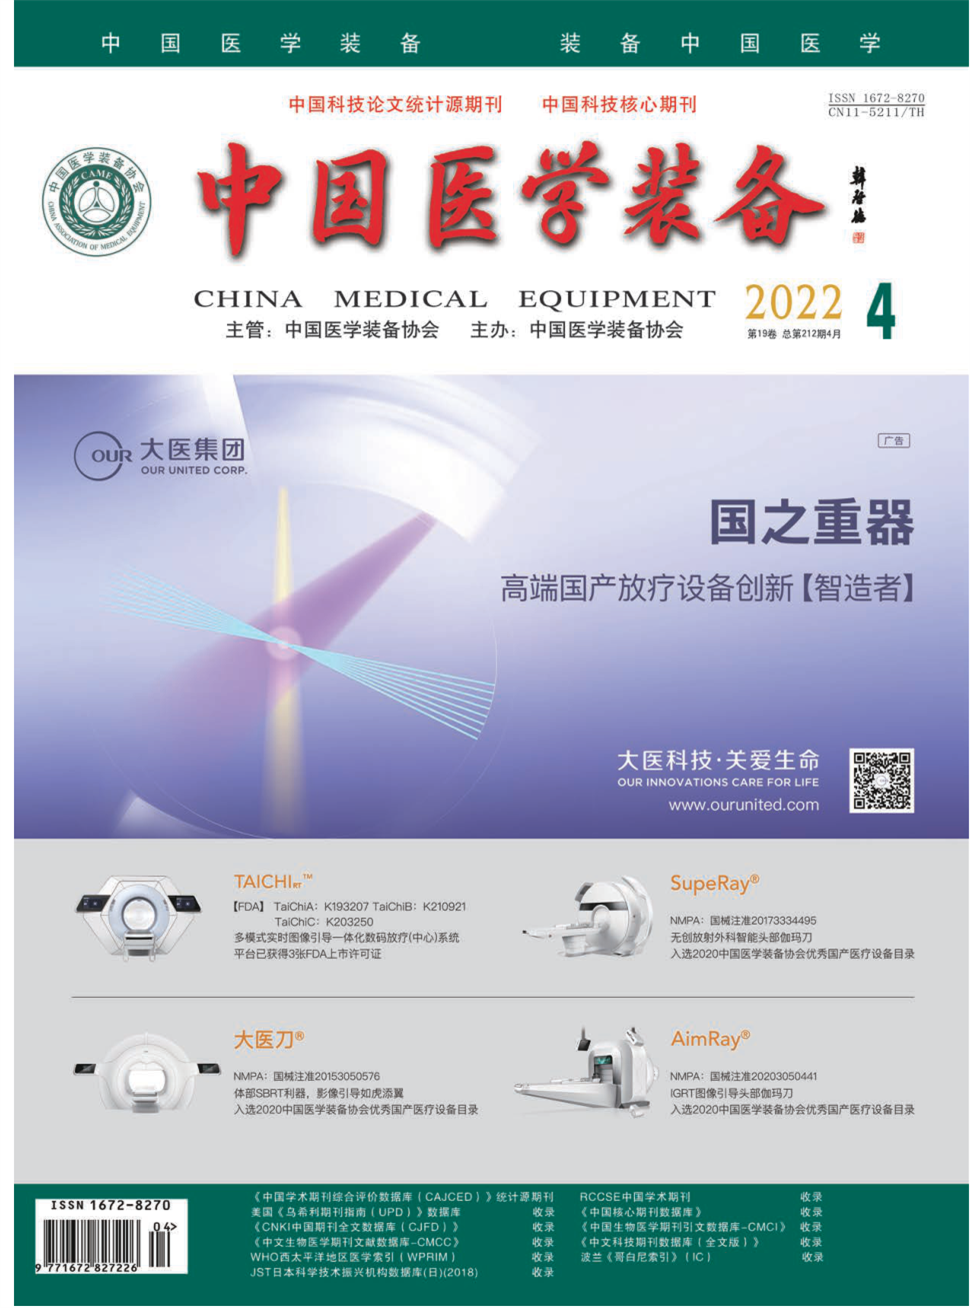 中国医学装备 装备中国医学
中国科技论文统计源期刊 中国科技核心期刊
ISSN 1672-8270
CN11-5211/TH
中国医学装备协会
CAME
CHINA ASSOCIATION OF MEDICAL EQUIPMENT
中国医学装备
韩启德
CHINA MEDICAL EQUIPMENT
主管：中国医学装备协会 主办：中国医学装备协会
2022 4
第19卷 总第212期4月
OUR 大医集团
OUR UNITED CORP.
广告
国之重器
高端国产放疗设备创新【智造者】
大医科技·关爱生命
OUR INNOVATIONS CARE FOR LIFE
www.ourunited.com
TAICHI RT™
【FDA】 TaiChiA：K193207 TaiChiB：K210921
TaiChiC：K203250
多模式实时图像引导一体化数码放疗(中心)系统
平台已获得3张FDA上市许可证
SupeRay®
NMPA：国械注准20173334495
无创放射外科智能头部伽玛刀
入选2020中国医学装备协会优秀国产医疗设备目录
大医刀®
NMPA：国械注准20153050576
体部SBRT利器，影像引导如虎添翼
入选2020中国医学装备协会优秀国产医疗设备目录
AimRay®
NMPA：国械注准20203050441
IGRT图像引导头部伽玛刀
入选2020中国医学装备协会优秀国产医疗设备目录
ISSN 1672-8270
04>
9 771672 827226
《中国学术期刊综合评价数据库（CAJCED）》统计源期刊
美国《乌希利期刊指南（UPD）》数据库 收录
《CNKI中国期刊全文数据库（CJFD）》 收录
《中文生物医学期刊文献数据库-CMCC》 收录
WHO西太平洋地区医学索引（WPRIM） 收录
JST日本科学技术振兴机构数据库(日)(2018) 收录
RCCSE中国学术期刊 收录
《中国核心期刊数据库》 收录
《中国生物医学期刊引文数据库-CMCI》 收录
《中文科技期刊数据库（全文版）》 收录
波兰《哥白尼索引》（IC） 收录